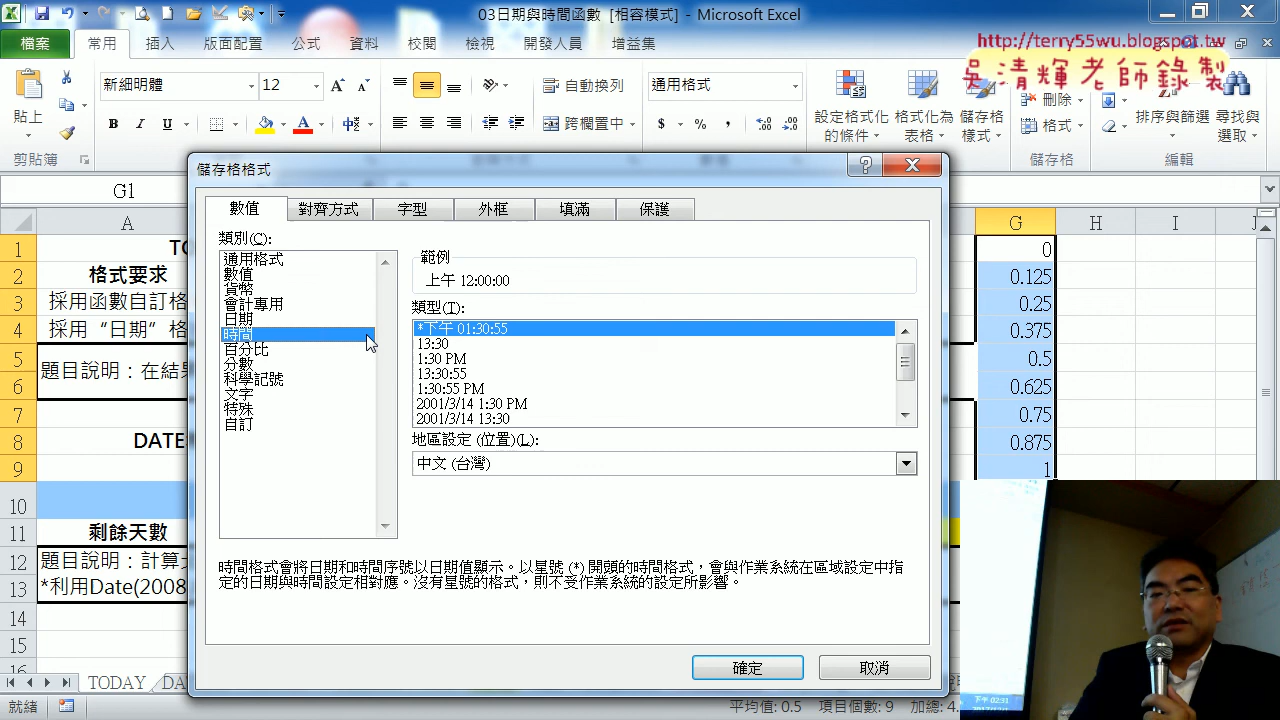 03日期與時間函數 [相容模式] - Microsoft Excel
http://terry55wu.blogspot.tw
吳清輝老師錄製
檔案 常用 插入 版面配置 公式 資料 校閱 檢視 開發人員 增益集
新細明體 12 自動換列 通用格式
貼上 B I U 中 跨欄置中 $ % , 設定格式化的條件 格式化為表格 儲存格樣式 刪除 格式 排序與篩選 尋找與選取
剪貼簿 儲存格 編輯
G1
A G H I J
1 TO 0
2 格式要求 0.125
3 採用函數自訂格 0.25
4 採用“日期”格 0.375
5 題目說明：在結果 0.5
6 0.625
7 0.75
8 DATE 0.875
9 1
10
11 剩餘天數
12 題目說明：計算
13 *利用Date(2008
14
15
16
儲存格格式
數值 對齊方式 字型 外框 填滿 保護
類別(C):
通用格式
數值
貨幣
會計專用
日期
時間
百分比
分數
科學記號
文字
特殊
自訂
範例
上午 12:00:00
類型(T):
*下午 01:30:55
13:30
1:30 PM
13:30:55
1:30:55 PM
2001/3/14 1:30 PM
2001/3/14 13:30
地區設定 (位置)(L):
中文 (台灣)
時間格式會將日期和時間序號以日期值顯示。以星號 (*) 開頭的時間格式，會與作業系統在區域設定中指
定的日期與時間設定相對應。沒有星號的格式，則不受作業系統的設定所影響。
確定 取消
TODAY DA
就緒 平均值: 0.5 項目個數: 9 加總: 4.
下午 02:31